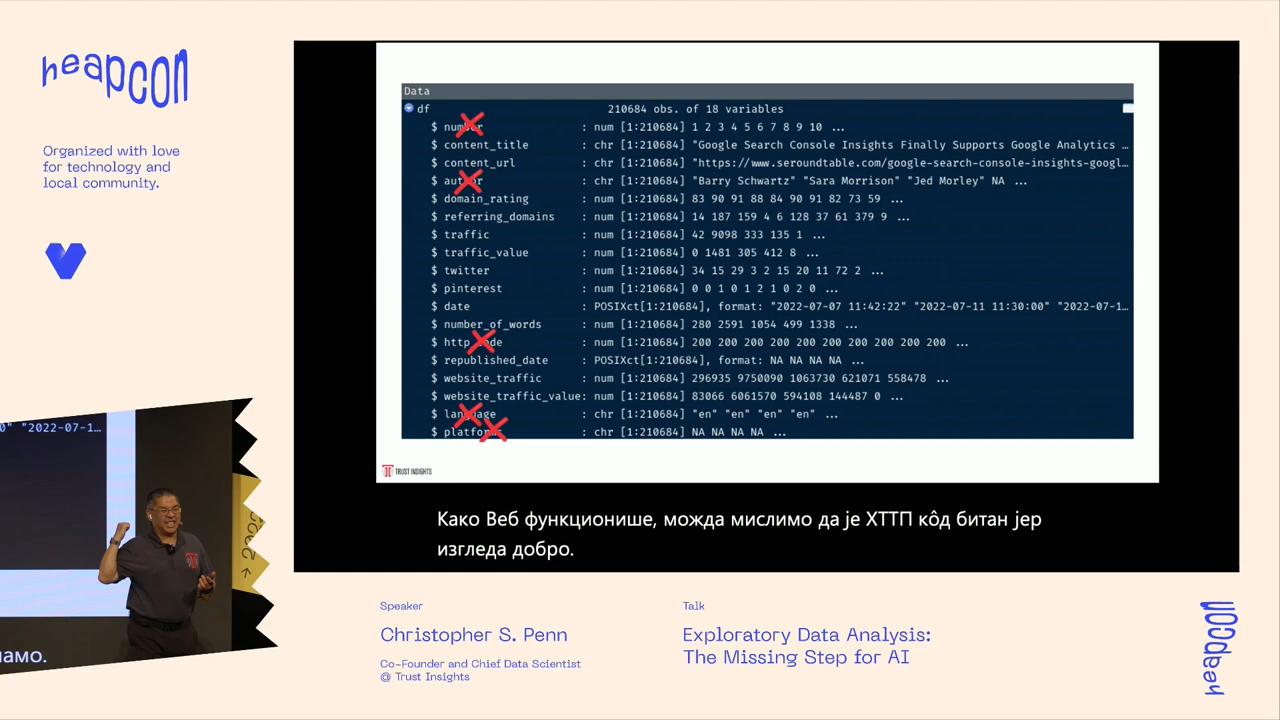 heapcon
Organized with love
for technology and
local community.
Data
df 210684 obs. of 18 variables
$ number : num [1:210684] 1 2 3 4 5 6 7 8 9 10 ...
$ content_title : chr [1:210684] "Google Search Console Insights Finally Supports Google Analytics …
$ content_url : chr [1:210684] "https://www.seroundtable.com/google-search-console-insights-googl…
$ author : chr [1:210684] "Barry Schwartz" "Sara Morrison" "Jed Morley" NA ...
$ domain_rating : num [1:210684] 83 90 91 88 84 90 91 82 73 59 ...
$ referring_domains : num [1:210684] 14 187 159 4 6 128 37 61 379 9 ...
$ traffic : num [1:210684] 42 9098 333 135 1 ...
$ traffic_value : num [1:210684] 0 1481 305 412 8 ...
$ twitter : num [1:210684] 34 15 29 3 2 15 20 11 72 2 ...
$ pinterest : num [1:210684] 0 0 1 0 1 2 1 0 2 0 ...
$ date : POSIXct[1:210684], format: "2022-07-07 11:42:22" "2022-07-11 11:30:00" "2022-07-1…
$ number_of_words : num [1:210684] 280 2591 1054 499 1338 ...
$ http_code : num [1:210684] 200 200 200 200 200 200 200 200 200 200 ...
$ republished_date : POSIXct[1:210684], format: NA NA NA NA ...
$ website_traffic : num [1:210684] 296935 9750090 1063730 621071 558478 ...
$ website_traffic_value: num [1:210684] 83066 6061570 594108 144487 0 ...
$ language : chr [1:210684] "en" "en" "en" "en" ...
$ platform : chr [1:210684] NA NA NA NA ...
TRUST INSIGHTS
Како Веб функционише, можда мислимо да је ХТТП кôд битан јер
изгледа добро.
0" "2022-07-1…
Speaker
Christopher S. Penn
Co-Founder and Chief Data Scientist
@ Trust Insights
Talk
Exploratory Data Analysis:
The Missing Step for AI
heapcon